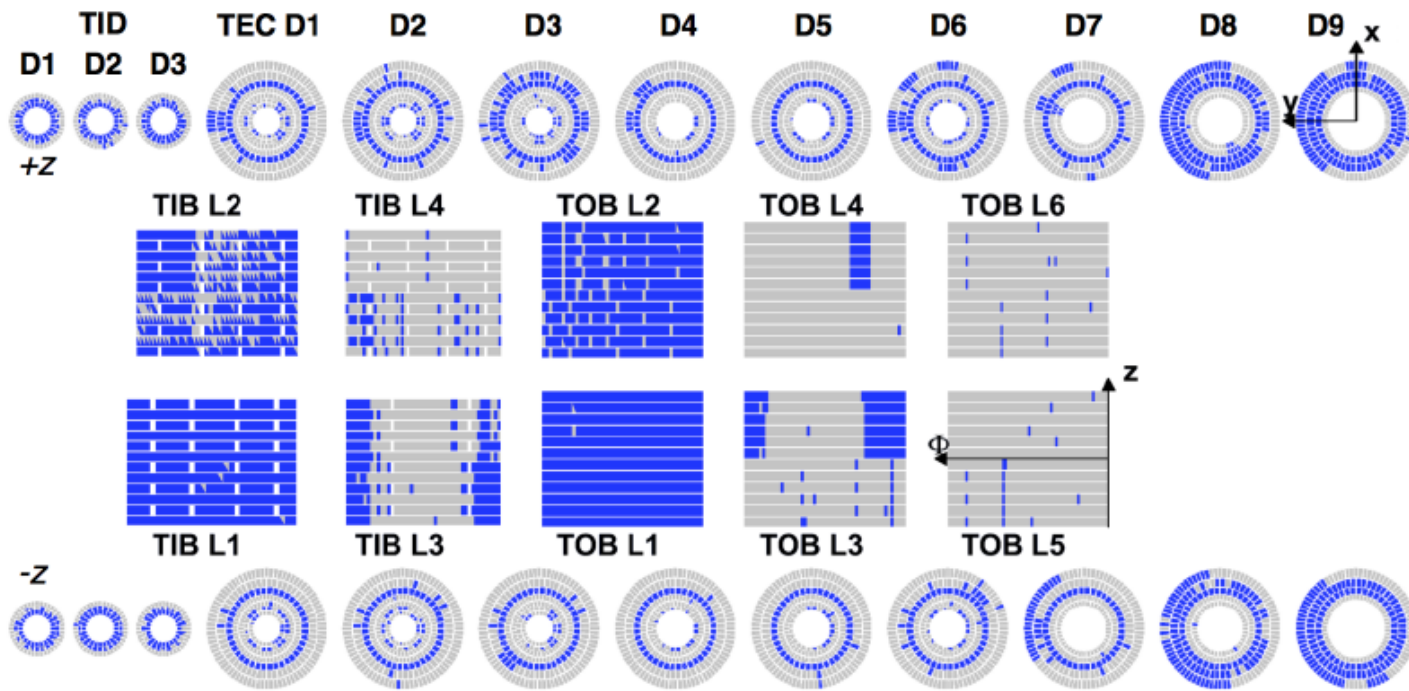 TID TEC D1 D2 D3 D4 D5 D6 D7 D8 D9
D1 D2 D3
x
y
+z
TIB L2 TIB L4 TOB L2 TOB L4 TOB L6
z
Φ
TIB L1 TIB L3 TOB L1 TOB L3 TOB L5
-z